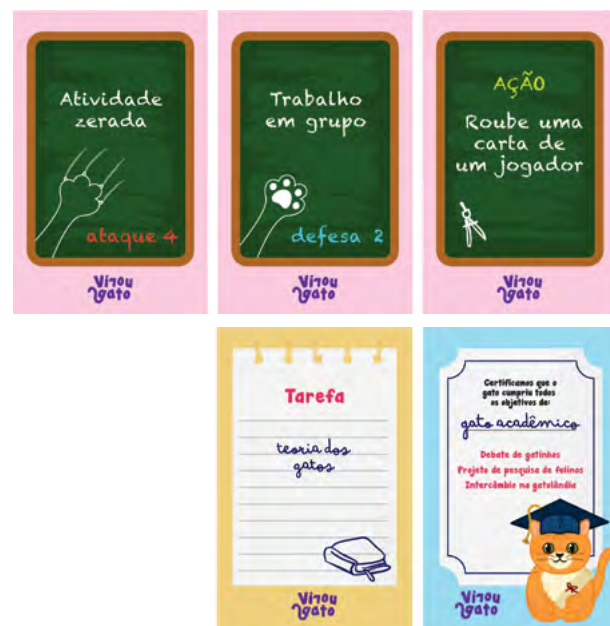 Atividade
zerada
ataque 4
Virou
gato
Trabalho
em grupo
defesa 2
Virou
gato
AÇÃO
Roube uma
carta de
um jogador
Virou
gato
Tarefa
teoria dos
gatos
Virou
gato
Certificamos que o
gato cumpriu todos
os objetivos de:
gato acadêmico
Debate de gatinhos
Projeto de pesquisa de felinos
Intercâmbio na gatolândia
Virou
gato